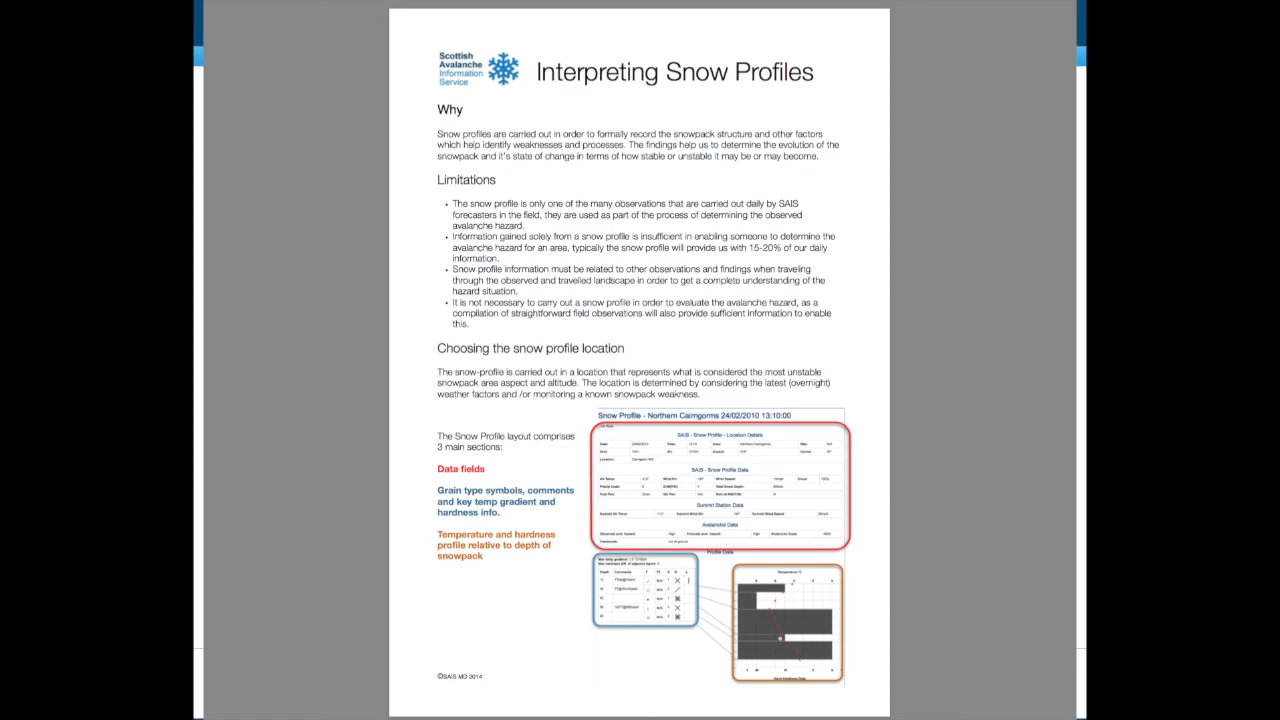 Scottish
Avalanche
Information
Service
Interpreting Snow Profiles
Why
Snow profiles are carried out in order to formally record the snowpack structure and other factors
which help identify weaknesses and processes. The findings help us to determine the evolution of the
snowpack and it's state of change in terms of how stable or unstable it may be or may become.
Limitations
• The snow profile is only one of the many observations that are carried out daily by SAIS
forecasters in the field, they are used as part of the process of determining the observed
avalanche hazard.
• Information gained solely from a snow profile is insufficient in enabling someone to determine the
avalanche hazard for an area, typically the snow profile will provide us with 15-20% of our daily
information.
• Snow profile information must be related to other observations and findings when traveling
through the observed and travelled landscape in order to get a complete understanding of the
hazard situation.
• It is not necessary to carry out a snow profile in order to evaluate the avalanche hazard, as a
compilation of straightforward field observations will also provide sufficient information to enable
this.
Choosing the snow profile location
The snow-profile is carried out in a location that represents what is considered the most unstable
snowpack area aspect and altitude. The location is determined by considering the latest (overnight)
weather factors and /or monitoring a known snowpack weakness.
The Snow Profile layout comprises
3 main sections:
Data fields
Grain type symbols, comments
and key temp gradient and
hardness info.
Temperature and hardness
profile relative to depth of
snowpack
Snow Profile - Northern Cairngorms 24/02/2010 13:10:00
SAIS - Snow Profile - Location Details
SAIS - Snow Profile Data
Summit Station Data
Avalanche Data
Profile Data
Temperature °C
©SAIS MD 2014